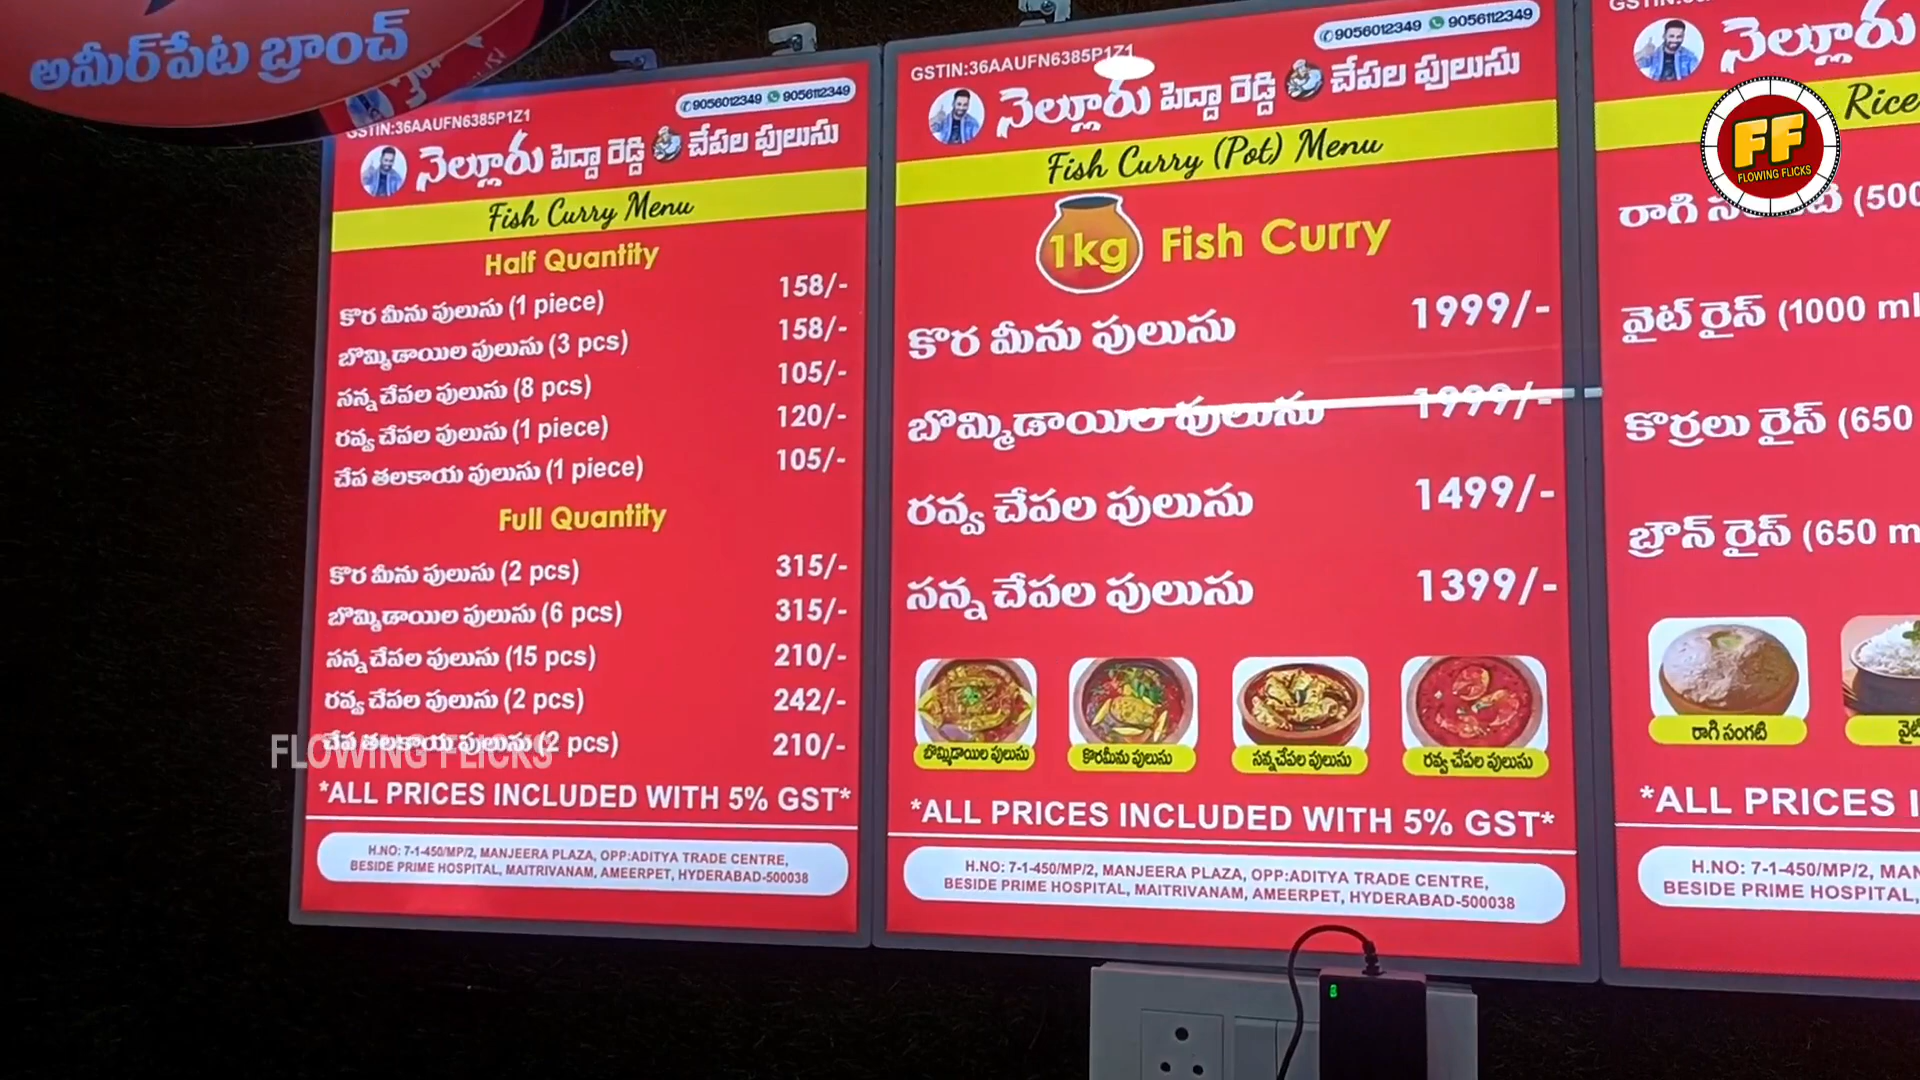 అమీర్‌పేట బ్రాంచ్
GSTIN:36AAUFN6385P1Z1
9056012349 9056112349
నెల్లూరు పెద్దా రెడ్డి చేపల పులుసు
Fish Curry Menu
Half Quantity
కొర మీను పులుసు (1 piece) 158/-
బొమ్మిడాయిల పులుసు (3 pcs) 158/-
సన్నచేపల పులుసు (8 pcs) 105/-
రవ్వ చేపల పులుసు (1 piece) 120/-
చేప తలకాయ పులుసు (1 piece) 105/-
Full Quantity
కొర మీను పులుసు (2 pcs) 315/-
బొమ్మిడాయిల పులుసు (6 pcs) 315/-
సన్నచేపల పులుసు (15 pcs) 210/-
రవ్వ చేపల పులుసు (2 pcs) 242/-
చేప తలకాయ పులుసు (2 pcs) 210/-
FLOWING FLICKS
*ALL PRICES INCLUDED WITH 5% GST*
H.NO: 7-1-450/MP/2, MANJEERA PLAZA, OPP:ADITYA TRADE CENTRE,
BESIDE PRIME HOSPITAL, MAITRIVANAM, AMEERPET, HYDERABAD-500038
GSTIN:36AAUFN6385P1Z1
9056012349 9056112349
నెల్లూరు పెద్దా రెడ్డి చేపల పులుసు
Fish Curry (Pot) Menu
1kg Fish Curry
కొర మీను పులుసు 1999/-
బొమ్మిడాయిల పులుసు 1999/-
రవ్వ చేపల పులుసు 1499/-
సన్నచేపల పులుసు 1399/-
బొమ్మిడాయిల పులుసు
కొరమీను పులుసు
సన్నచేపల పులుసు
రవ్వ చేపల పులుసు
*ALL PRICES INCLUDED WITH 5% GST*
H.NO: 7-1-450/MP/2, MANJEERA PLAZA, OPP:ADITYA TRADE CENTRE,
BESIDE PRIME HOSPITAL, MAITRIVANAM, AMEERPET, HYDERABAD-500038
నెల్లూరు
Rice
FF
FLOWING FLICKS
రాగి (500
వైట్ రైస్ (1000 ml
కొర్రలు రైస్ (650
బ్రౌన్ రైస్ (650 m
రాగి సంగటి
*ALL PRICES
H.NO: 7-1-450/MP/2,
BESIDE PRIME HOSPITAL,